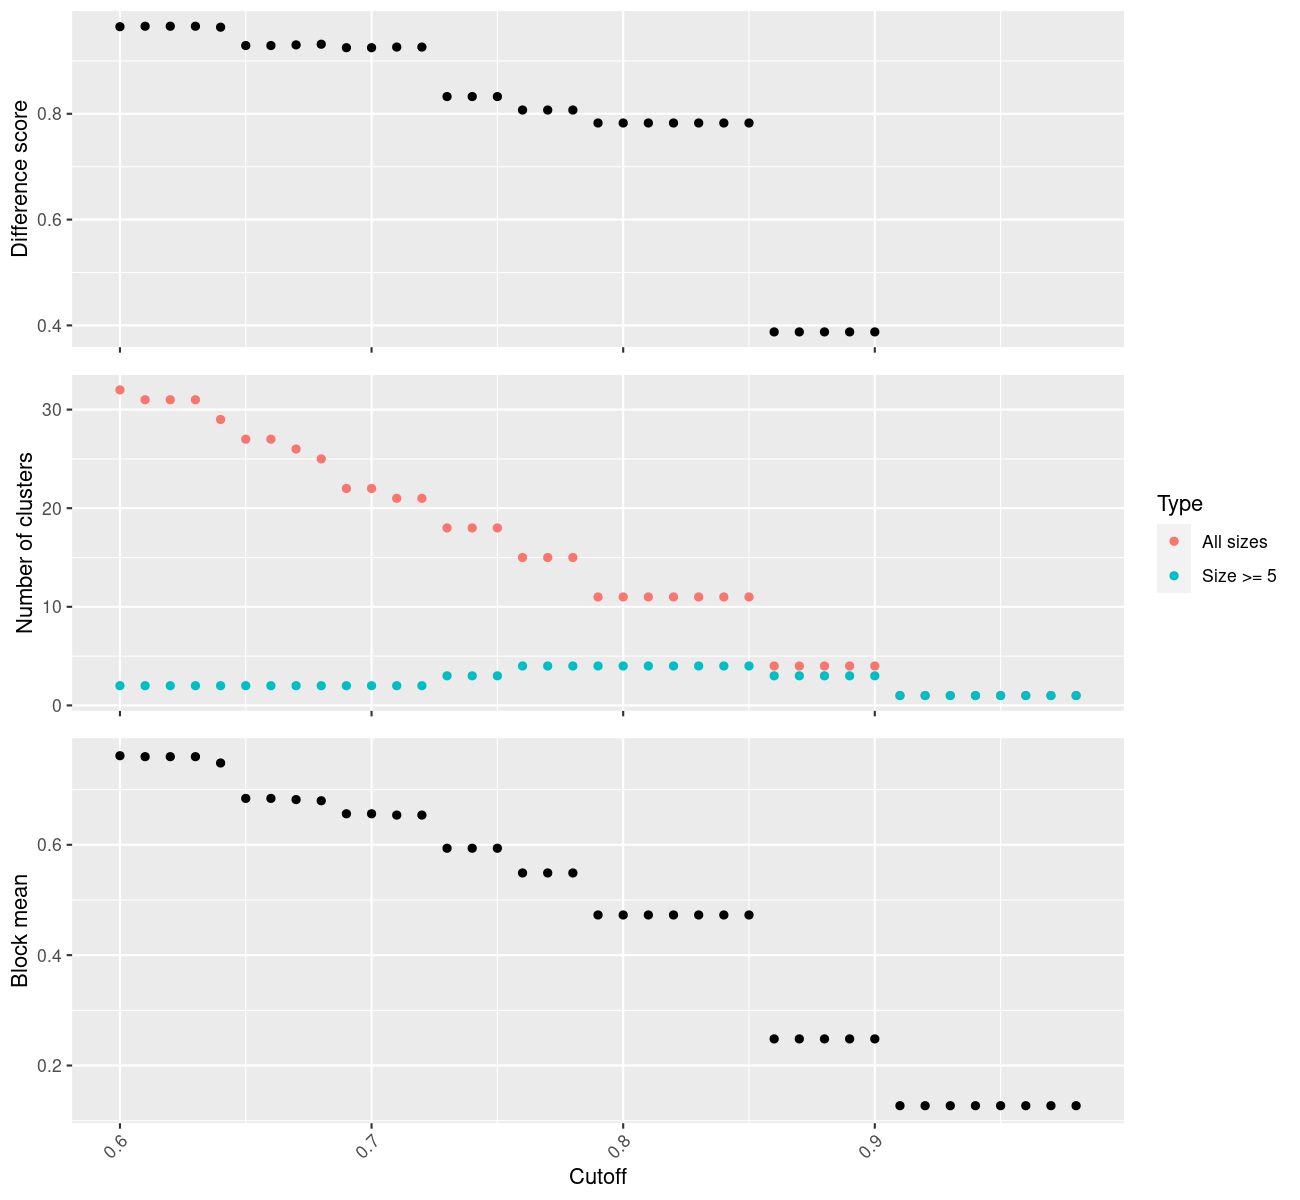 Difference score
0.8
0.6
0.4
Number of clusters
30
20
10
0
Type
All sizes
Size >= 5
Block mean
0.6
0.4
0.2
0.6
0.7
0.8
0.9
Cutoff